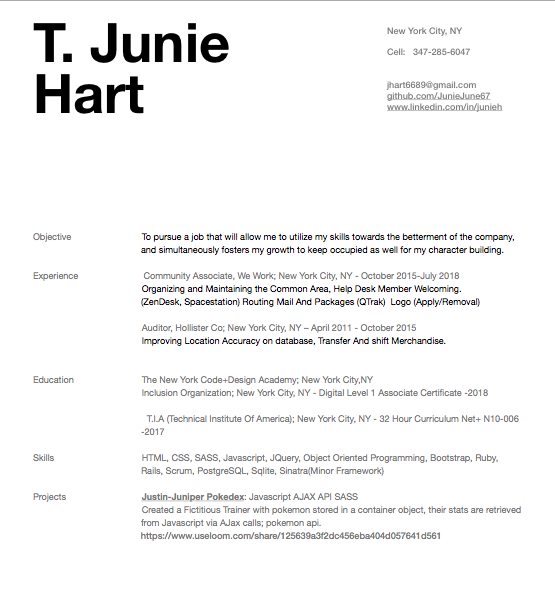 T. Junie
Hart
New York City, NY
Cell: 347-285-6047
jhart6689@gmail.com
github.com/JunieJune67
www.linkedin.com/in/junieh
Objective
To pursue a job that will allow me to utilize my skills towards the betterment of the company,
and simultaneously fosters my growth to keep occupied as well for my character building.
Experience
Community Associate, We Work; New York City, NY - October 2015-July 2018
Organizing and Maintaining the Common Area, Help Desk Member Welcoming.
(ZenDesk, Spacestation) Routing Mail And Packages (QTrak) Logo (Apply/Removal)
Auditor, Hollister Co; New York City, NY – April 2011 - October 2015
Improving Location Accuracy on database, Transfer And shift Merchandise.
Education
The New York Code+Design Academy; New York City,NY
Inclusion Organization; New York City, NY - Digital Level 1 Associate Certificate -2018
T.I.A (Technical Institute Of America); New York City, NY - 32 Hour Curriculum Net+ N10-006
-2017
Skills
HTML, CSS, SASS, Javascript, JQuery, Object Oriented Programming, Bootstrap, Ruby,
Rails, Scrum, PostgreSQL, Sqlite, Sinatra(Minor Framework)
Projects
Justin-Juniper Pokedex: Javascript AJAX API SASS
Created a Fictitious Trainer with pokemon stored in a container object, their stats are retrieved
from Javascript via AJax calls; pokemon api.
https://www.useloom.com/share/125639a3f2dc456eba404d057641d561